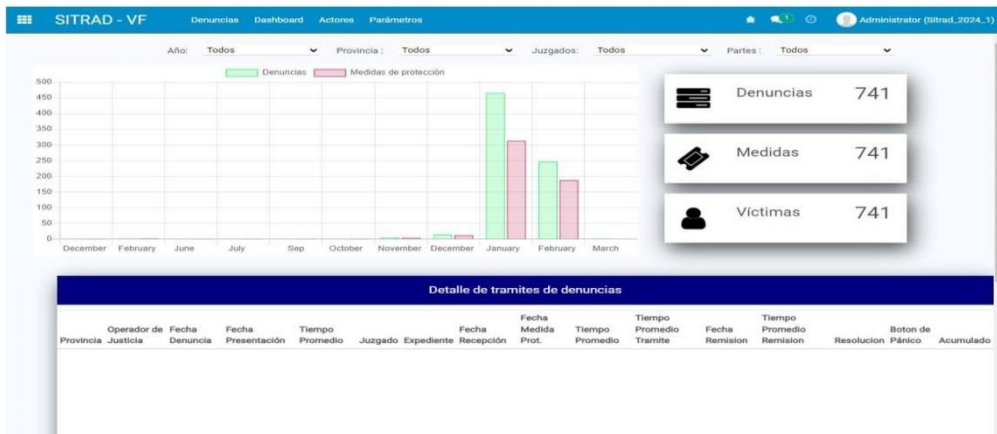 SITRAD - VF Denuncias Dashboard Actores Parámetros 1 Administrator (Sitrad_2024_1)
Año: Todos Provincia : Todos Juzgados: Todos Partes : Todos
Denuncias Medidas de protección
500
450
400
350
300
250
200
150
100
50
0
December February June July Sep October November December January February March
Denuncias 741
Medidas 741
Víctimas 741
Detalle de tramites de denuncias
Provincia
Operador de Justicia
Fecha Denuncia
Fecha Presentación
Tiempo Promedio
Juzgado
Expediente
Fecha Recepción
Fecha Medida Prot.
Tiempo Promedio
Tiempo Promedio Tramite
Fecha Remision
Tiempo Promedio Remision
Resolucion
Boton de Pánico
Acumulado